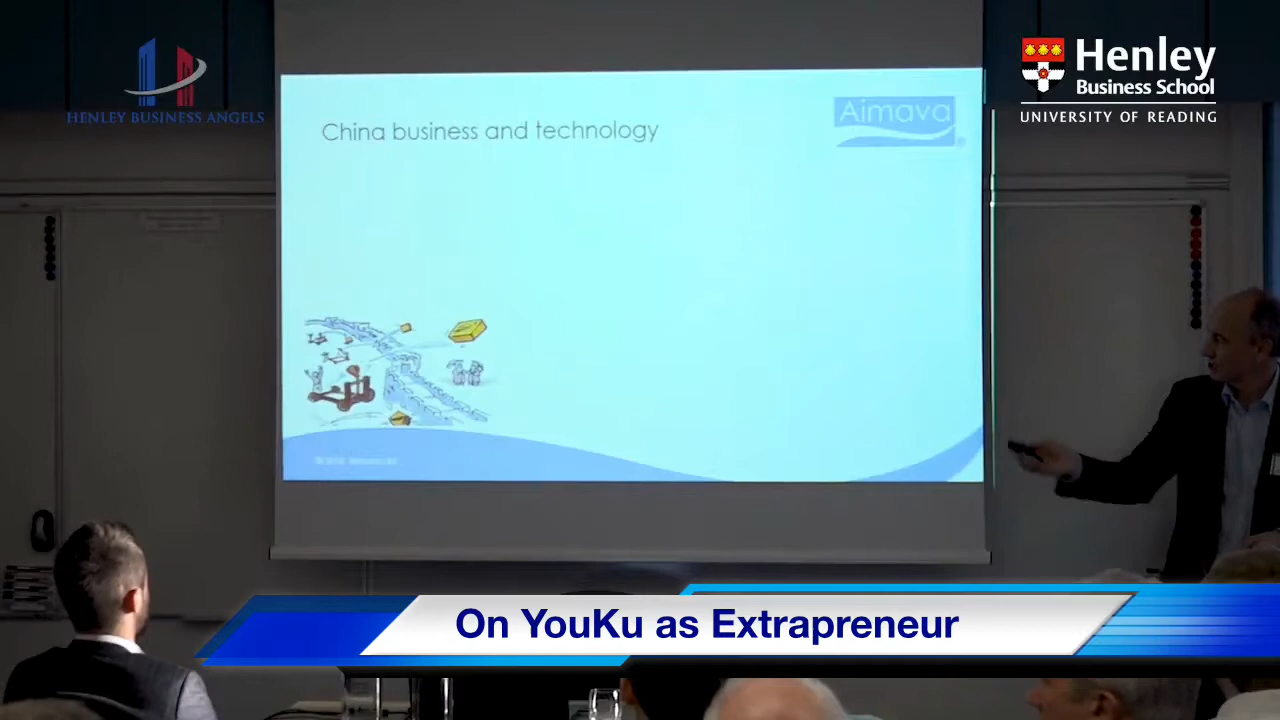 HENLEY BUSINESS ANGELS
Henley
Business School
UNIVERSITY OF READING
China business and technology
Aimava
On YouKu as Extrapreneur